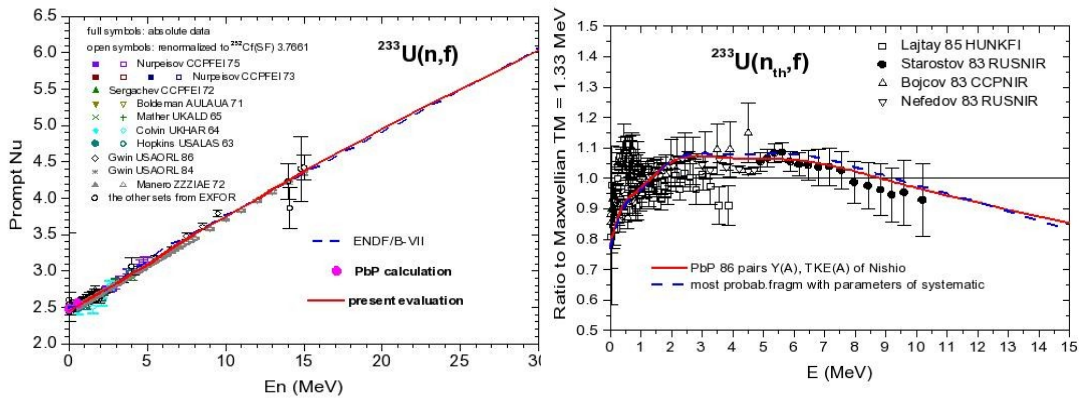 full symbols: absolute data
open symbols: renormalized to ²⁵²Cf(SF) 3.7661
Nurpeisov CCPFEI 75
Nurpeisov CCPFEI 73
Sergachev CCPFEI 72
Boldeman AULAUA 71
Mather UKALD 65
Colvin UKHAR 64
Hopkins USALAS 63
Gwin USAORL 86
Gwin USAORL 84
Manero ZZZIAE 72
the other sets from EXFOR
²³³U(n,f)
ENDF/B-VII
PbP calculation
present evaluation
Prompt Nu
6.5
6.0
5.5
5.0
4.5
4.0
3.5
3.0
2.5
2.0
0 5 10 15 20 25 30
En (MeV)
²³³U(nth,f)
Lajtay 85 HUNKFI
Starostov 83 RUSNIR
Bojcov 83 CCPNIR
Nefedov 83 RUSNIR
PbP 86 pairs Y(A), TKE(A) of Nishio
most probab.fragm with parameters of systematic
Ratio to Maxwellian TM = 1.33 MeV
1.5
1.4
1.3
1.2
1.1
1.0
0.9
0.8
0.7
0.6
0.5
0 1 2 3 4 5 6 7 8 9 10 11 12 13 14 15
E (MeV)